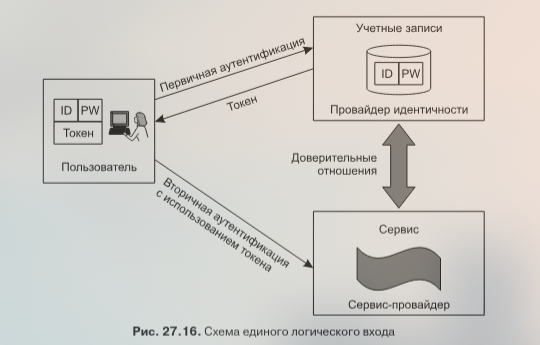 Учетные записи
ID PW
Провайдер идентичности
Первичная аутентификация
Токен
ID PW
Токен
Пользователь
Доверительные
отношения
Вторичная аутентификация
с использованием токена
Сервис
Сервис-провайдер
Рис. 27.16. Схема единого логического входа